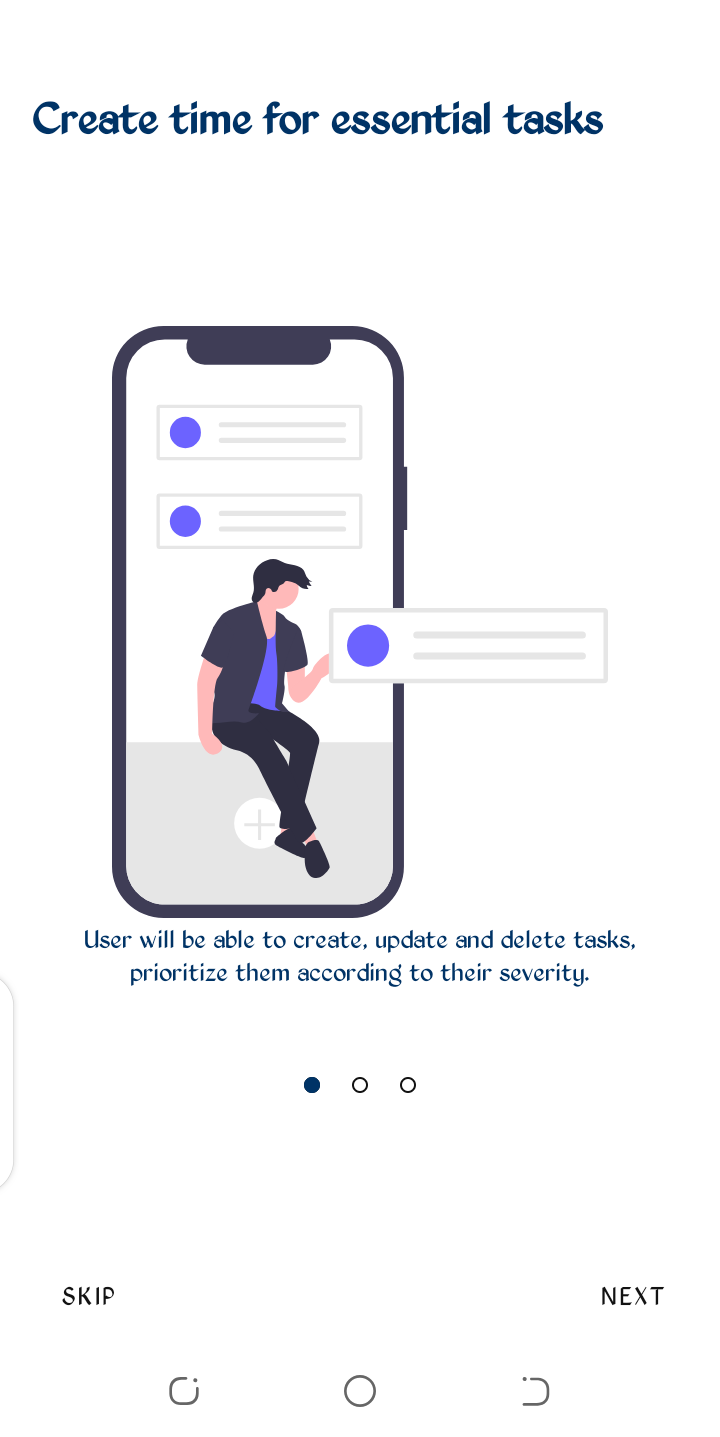 Create time for essential tasks
User will be able to create, update and delete tasks,
prioritize them according to their severity.
SKIP
NEXT